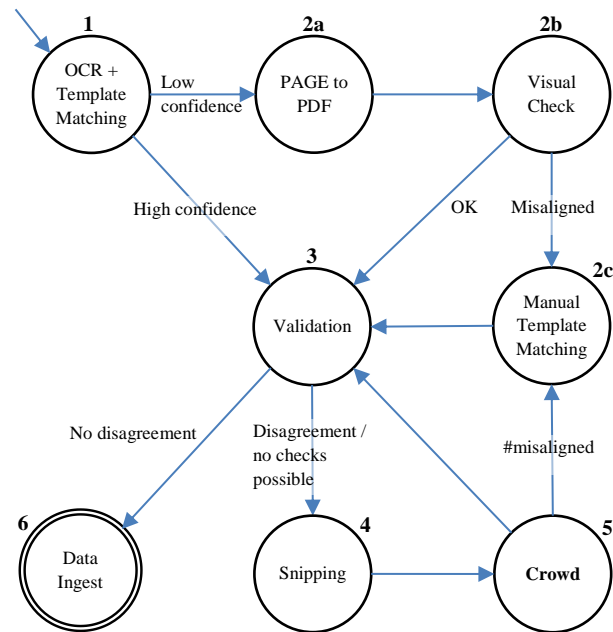 1
OCR +
Template
Matching
Low
confidence
2a
PAGE to
PDF
2b
Visual
Check
High confidence
OK
Misaligned
2c
Manual
Template
Matching
3
Validation
No disagreement
Disagreement /
no checks
possible
#misaligned
6
Data
Ingest
4
Snipping
5
Crowd